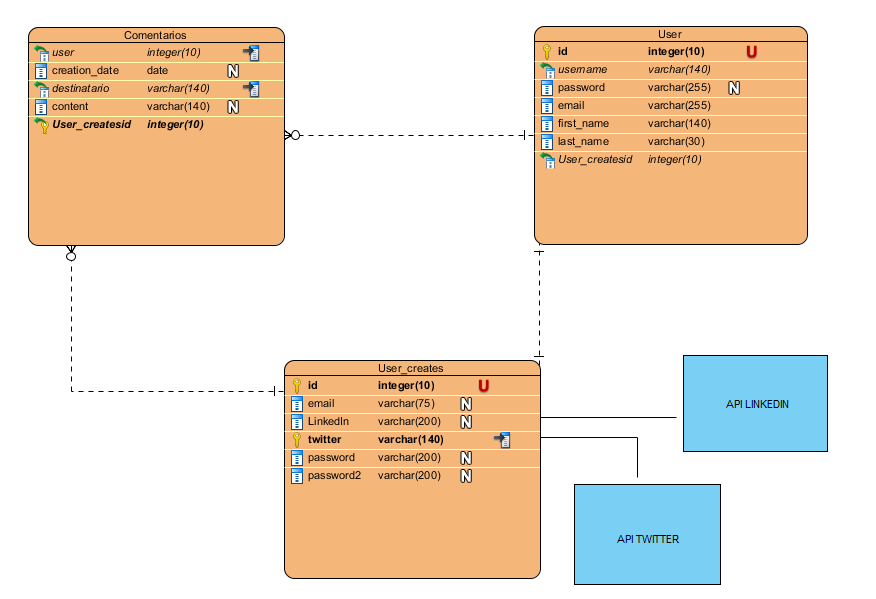 Comentarios
user integer(10)
creation_date date N
destinatario varchar(140)
content varchar(140) N
User_createsid integer(10)
User
id integer(10) U
username varchar(140)
password varchar(255) N
email varchar(255)
first_name varchar(140)
last_name varchar(30)
User_createsid integer(10)
User_creates
id integer(10) U
email varchar(75) N
LinkedIn varchar(200) N
twitter varchar(140)
password varchar(200) N
password2 varchar(200) N
API LINKEDIN
API TWITTER